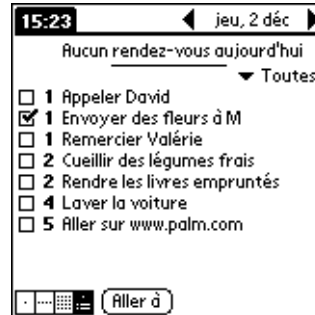 15:23 jeu, 2 déc
Aucun rendez-vous aujourd'hui
Toutes
1 Appeler David
1 Envoyer des fleurs à M
1 Remercier Valérie
2 Cueillir des légumes frais
2 Rendre les livres empruntés
4 Laver la voiture
5 Aller sur www.palm.com
Aller à